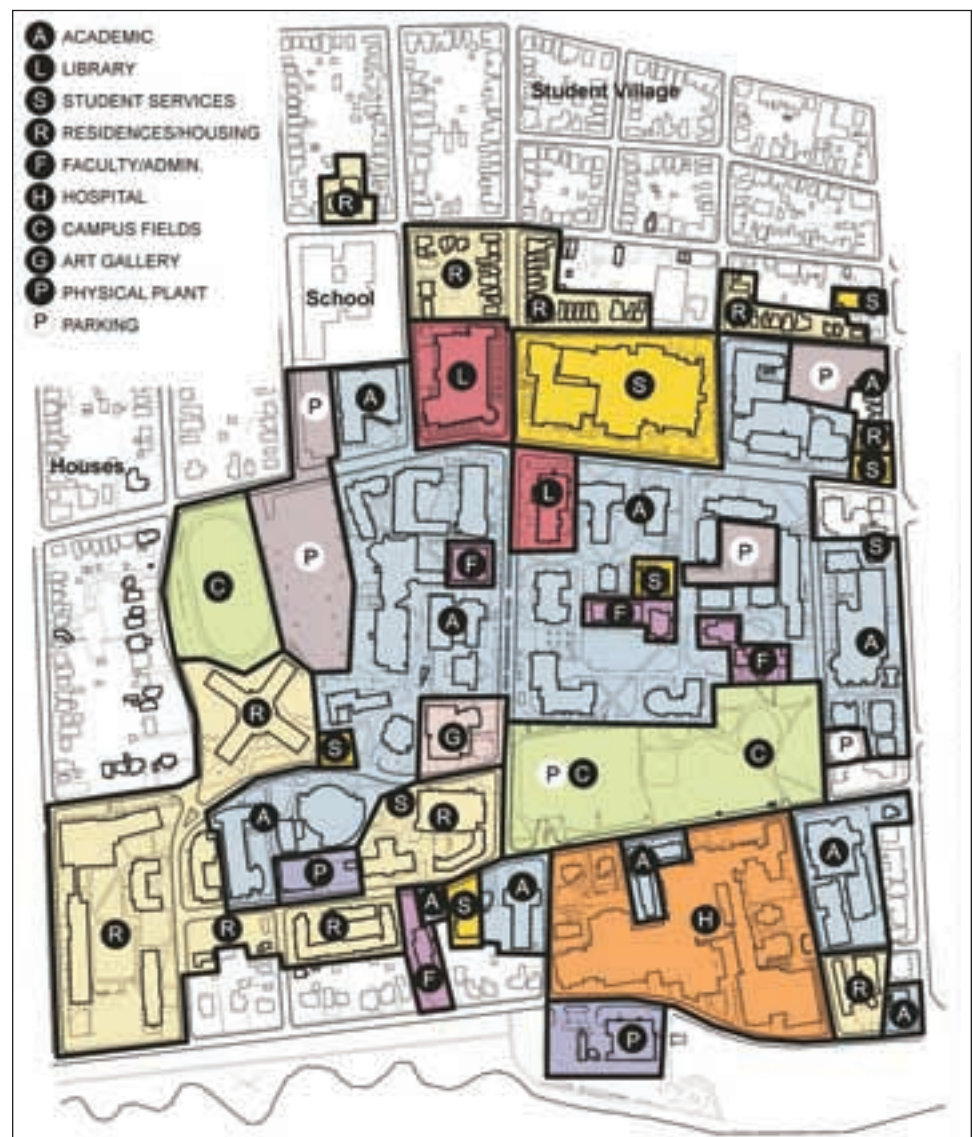 A ACADEMIC
L LIBRARY
S STUDENT SERVICES
R RESIDENCES/HOUSING
F FACULTY/ADMIN.
H HOSPITAL
C CAMPUS FIELDS
G ART GALLERY
P PHYSICAL PLANT
P PARKING
Student Village
R
School
R
R
R
S
L
S
P
A
P
A
R
S
Houses
L
A
P
P
S
C
F
S
F
A
A
F
R
G
S
P
P C
C
S
A
R
P
A
A
A
S
A
H
R
R
R
F
R
A
P